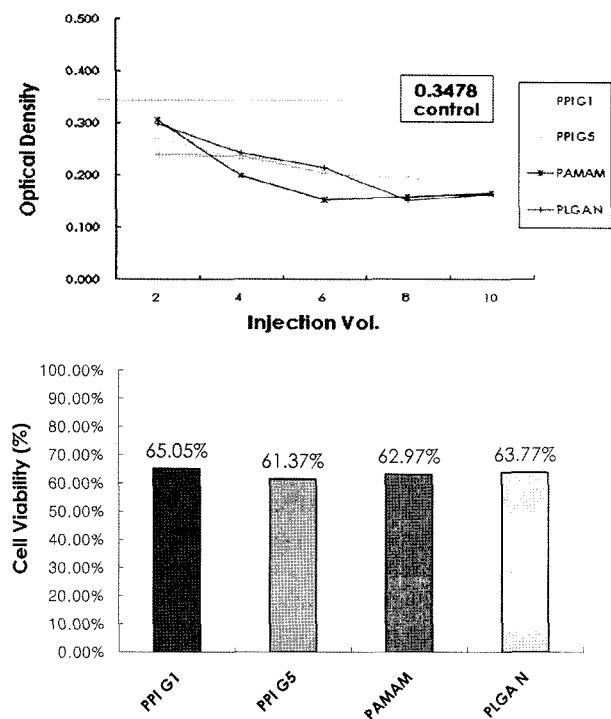 0.500
0.400
0.300
0.200
0.100
0.000
Optical Density
0.3478
control
PPI G1
PPI G5
PAMAM
PLGA N
2 4 6 8 10
Injection Vol.
100.00%
90.00%
80.00%
70.00%
60.00%
50.00%
40.00%
30.00%
20.00%
10.00%
0.00%
Cell Viability (%)
65.05% 61.37% 62.97% 63.77%
PPI G1 PPI G5 PAMAM PLGA N